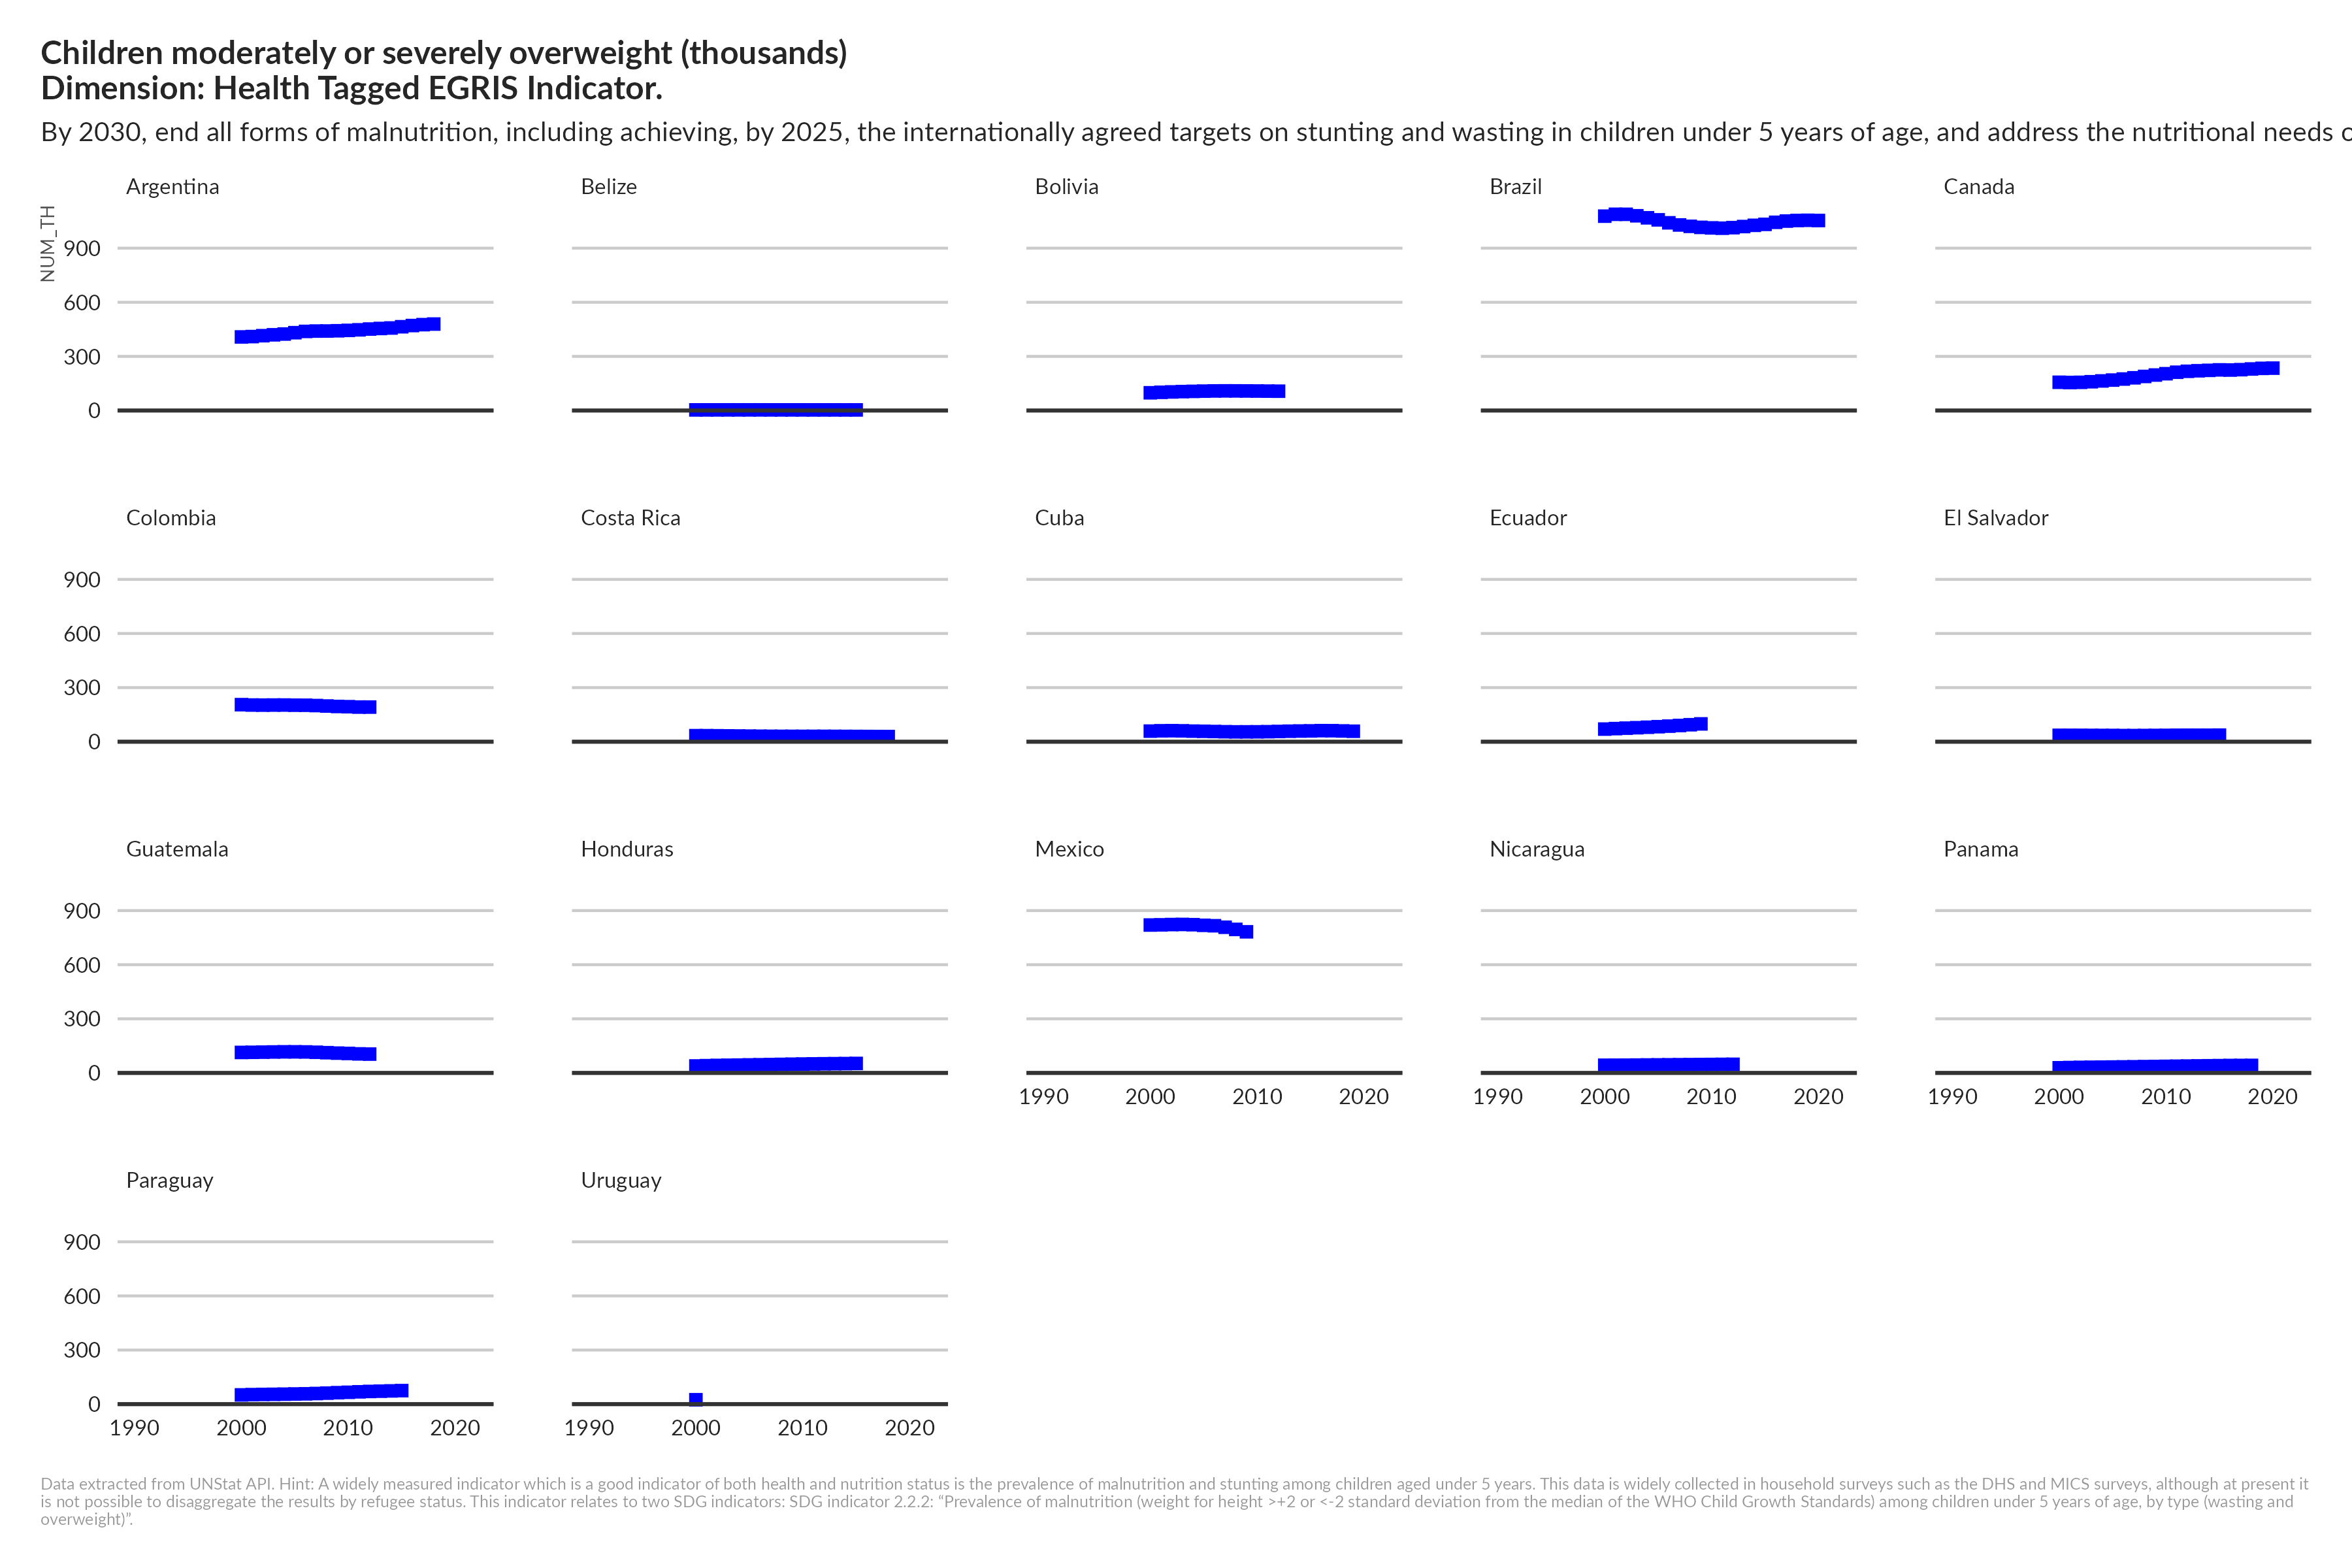 Children moderately or severely overweight (thousands)
Dimension: Health Tagged EGRIS Indicator.
By 2030, end all forms of malnutrition, including achieving, by 2025, the internationally agreed targets on stunting and wasting in children under 5 years of age, and address the nutritional needs
Argentina Belize Bolivia Brazil Canada
NUM_TH
900
600
300
0
Colombia Costa Rica Cuba Ecuador El Salvador
900
600
300
0
Guatemala Honduras Mexico Nicaragua Panama
900
600
300
0
1990 2000 2010 2020 1990 2000 2010 2020 1990 2000 2010 2020
Paraguay Uruguay
900
600
300
0
1990 2000 2010 2020 1990 2000 2010 2020
Data extracted from UNStat API. Hint: A widely measured indicator which is a good indicator of both health and nutrition status is the prevalence of malnutrition and stunting among children aged under 5 years. This data is widely collected in household surveys such as the DHS and MICS surveys, although at present it
is not possible to disaggregate the results by refugee status. This indicator relates to two SDG indicators: SDG indicator 2.2.2: “Prevalence of malnutrition (weight for height >+2 or <-2 standard deviation from the median of the WHO Child Growth Standards) among children under 5 years of age, by type (wasting and
overweight)”.